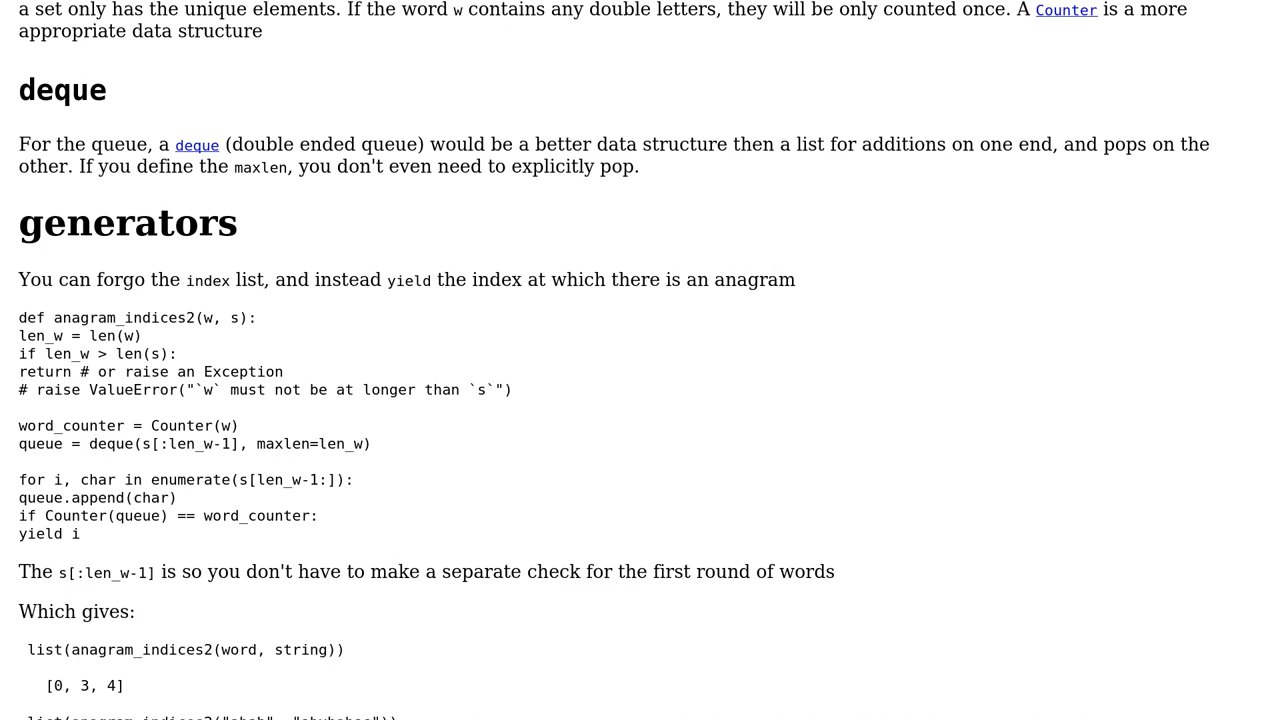 a set only has the unique elements. If the word w contains any double letters, they will be only counted once. A Counter is a more
appropriate data structure
deque
For the queue, a deque (double ended queue) would be a better data structure then a list for additions on one end, and pops on the
other. If you define the maxlen, you don't even need to explicitly pop.
generators
You can forgo the index list, and instead yield the index at which there is an anagram
def anagram_indices2(w, s):
len_w = len(w)
if len_w > len(s):
return # or raise an Exception
# raise ValueError("`w` must not be at longer than `s`")
word_counter = Counter(w)
queue = deque(s[:len_w-1], maxlen=len_w)
for i, char in enumerate(s[len_w-1:]):
queue.append(char)
if Counter(queue) == word_counter:
yield i
The s[:len_w-1] is so you don't have to make a separate check for the first round of words
Which gives:
list(anagram_indices2(word, string))
[0, 3, 4]